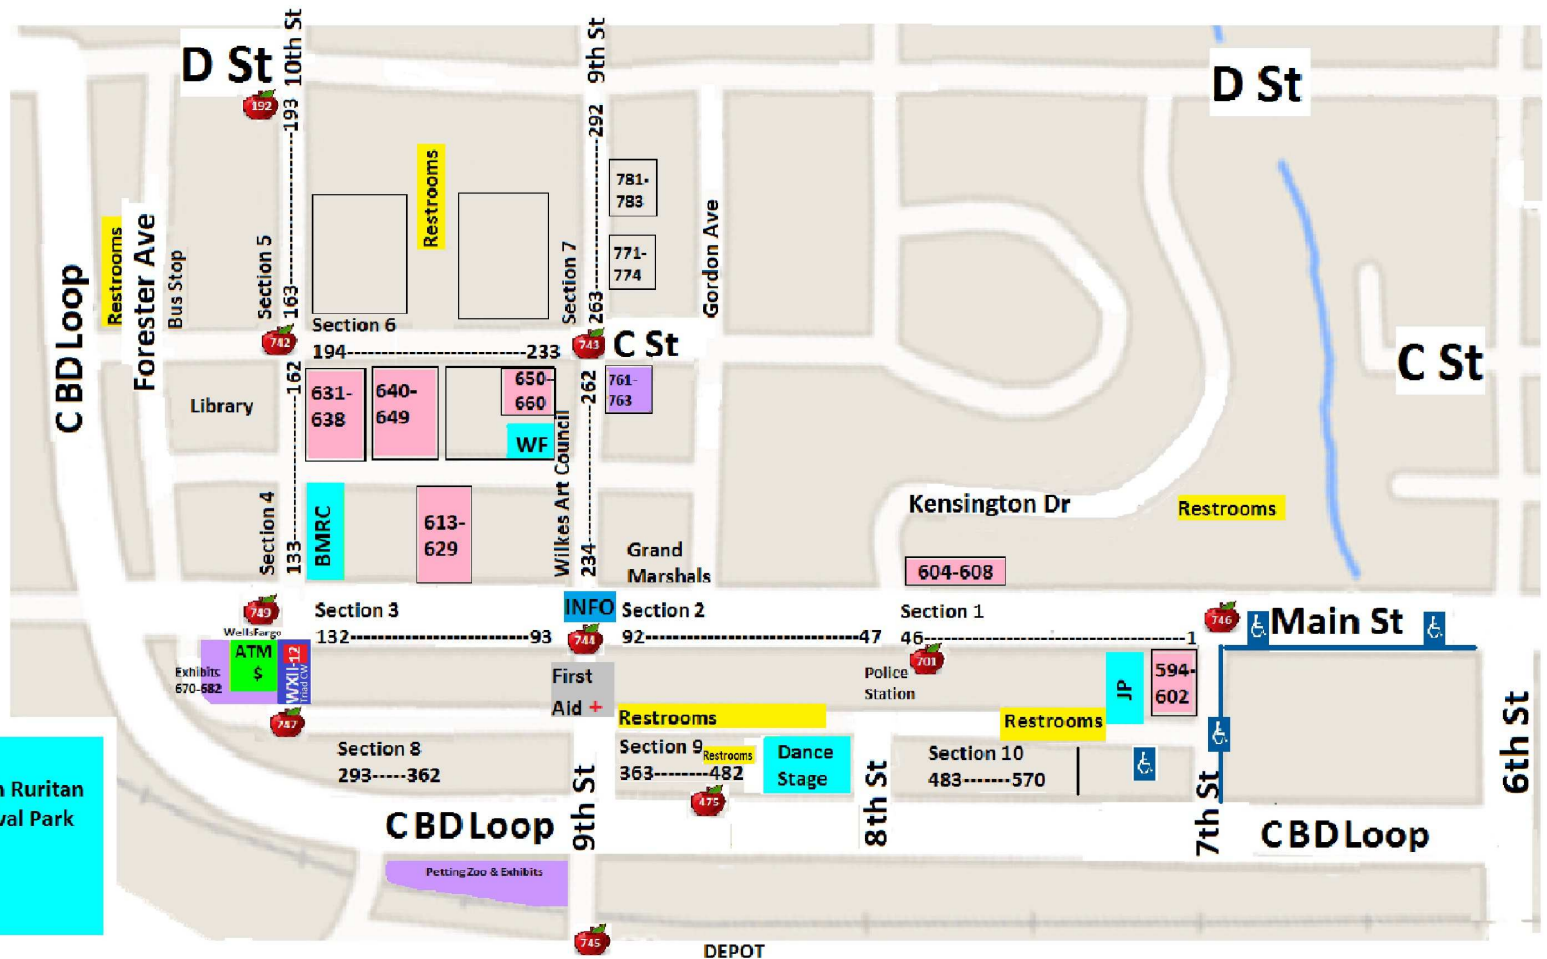 D St
10th St
9th St
D St
192
193
292
Restrooms
781-
783
771-
774
Gordon Ave
Restrooms
Forester Ave
Bus Stop
CBD Loop
Section 5
163
Section 7
263
Section 6
742
194---------------------------233
743
C St
C St
162
Library
631-
638
640-
649
650-
660
WF
Wilkes Art Council
262
761-
763
Section 4
133
BMRC
613-
629
234
Grand
Marshals
Kensington Dr
Restrooms
604-608
749
Section 3
132---------------------------93
INFO
744
Section 2
92--------------------------------47
Section 1
46---------------------------------------1
746
Main St
WellsFargo
ATM
$
WXII-12
Triad CW
Exhibits
670-682
747
First
Aid +
Police
Station
701
JP
594-
602
Restrooms
Restrooms
Section 8
293-----362
Section 9
363--------482
Restrooms
Dance
Stage
475
Section 10
483-------570
9th St
8th St
7th St
6th St
CBD Loop
CBD Loop
n Ruritan
val Park
Petting Zoo & Exhibits
745
DEPOT